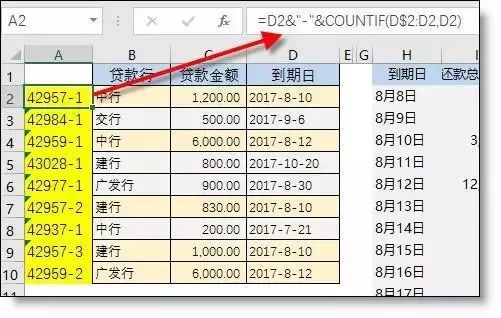 A2 =D2&"-"&COUNTIF(D$2:D2,D2)
A B C D E G H I
1 贷款行 贷款金额 到期日 到期日 还款总
2 42957-1 中行 1,200.00 2017-8-10 8月8日
3 42984-1 交行 500.00 2017-9-6 8月9日
4 42959-1 中行 6,000.00 2017-8-12 8月10日 3,
5 43028-1 建行 800.00 2017-10-20 8月11日
6 42977-1 广发行 900.00 2017-8-30 8月12日 12,
7 42957-2 建行 830.00 2017-8-10 8月13日
8 42937-1 中行 200.00 2017-7-21 8月14日
9 42957-3 建行 1,000.00 2017-8-10 8月15日
10 42959-2 广发行 6,000.00 2017-8-12 8月16日
8月17日